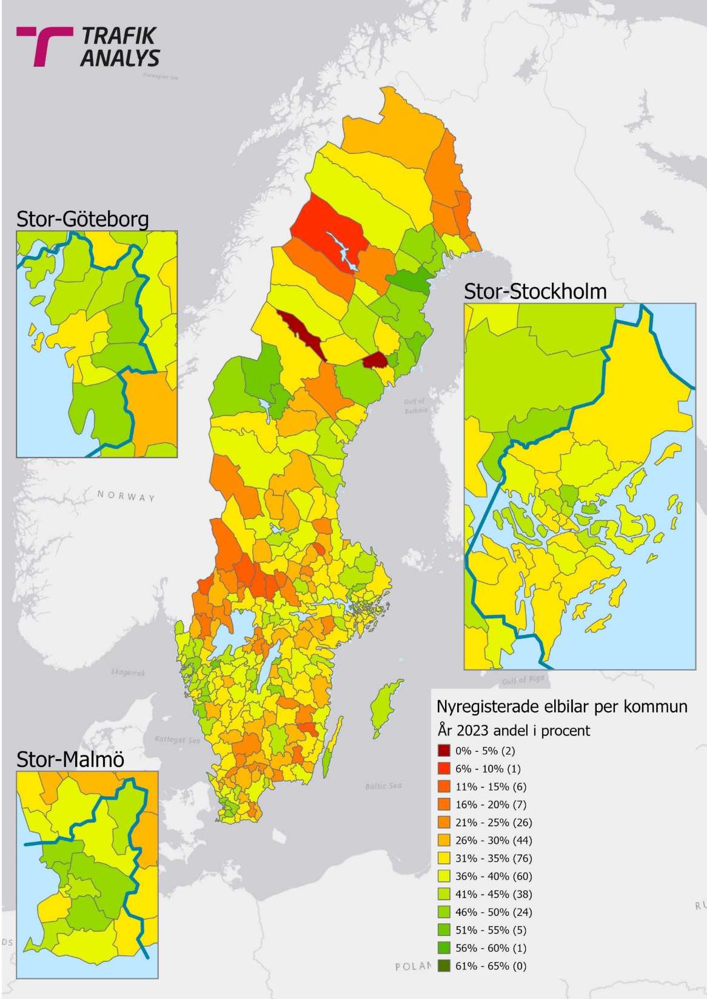 TRAFIK
ANALYS
Norwegian Sea
Stor-Göteborg
Stor-Stockholm
Gulf of
Bothnia
NORWAY
Skagerrak
Gulf of Riga
Kattegat Sea
Stor-Malmö
Baltic Sea
Nyregisterade elbilar per kommun
År 2023 andel i procent
0% - 5% (2)
6% - 10% (1)
11% - 15% (6)
16% - 20% (7)
21% - 25% (26)
26% - 30% (44)
31% - 35% (76)
36% - 40% (60)
41% - 45% (38)
46% - 50% (24)
51% - 55% (5)
56% - 60% (1)
61% - 65% (0)
RU
DS
POLAN